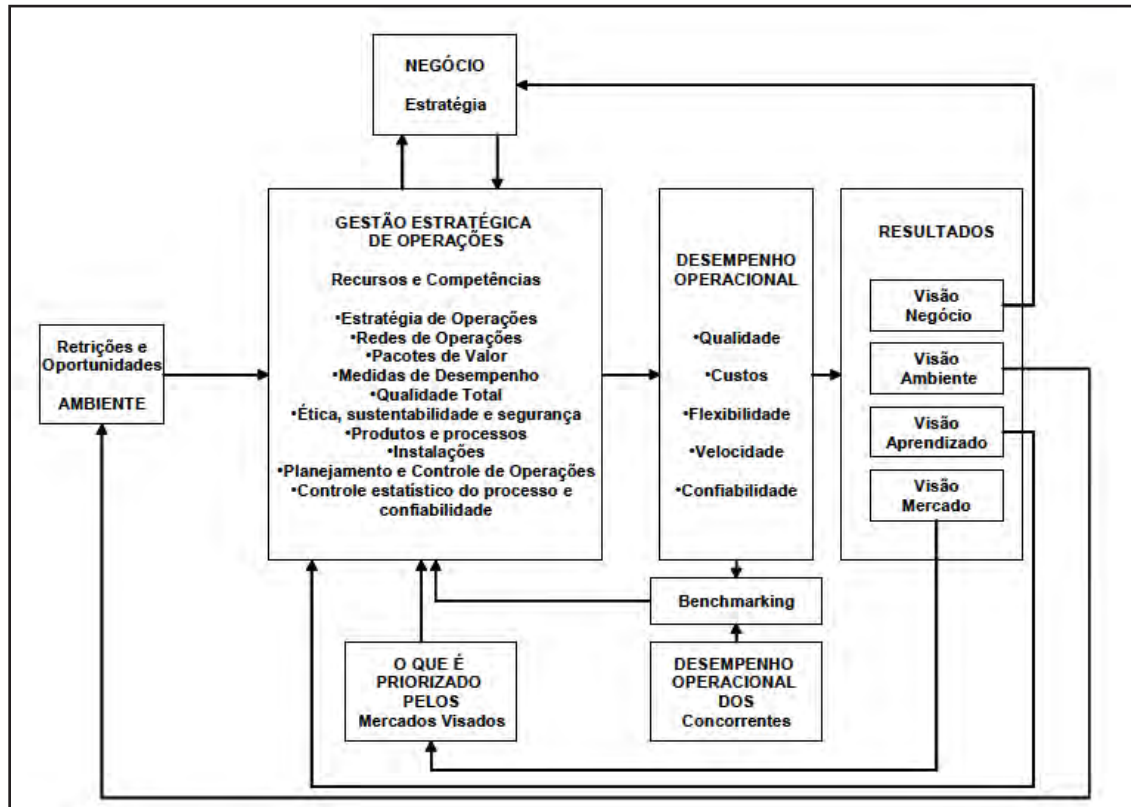 NEGÓCIO
Estratégia
GESTÃO ESTRATÉGICA
DE OPERAÇÕES
Recursos e Competências
•Estratégia de Operações
•Redes de Operações
•Pacotes de Valor
•Medidas de Desempenho
•Qualidade Total
•Ética, sustentabilidade e segurança
•Produtos e processos
•Instalações
•Planejamento e Controle de Operações
•Controle estatístico do processo e
confiabilidade
DESEMPENHO
OPERACIONAL
•Qualidade
•Custos
•Flexibilidade
•Velocidade
•Confiabilidade
RESULTADOS
Visão
Negócio
Visão
Ambiente
Visão
Aprendizado
Visão
Mercado
Retrições e
Oportunidades
AMBIENTE
Benchmarking
O QUE É
PRIORIZADO
PELOS
Mercados Visados
DESEMPENHO
OPERACIONAL
DOS
Concorrentes